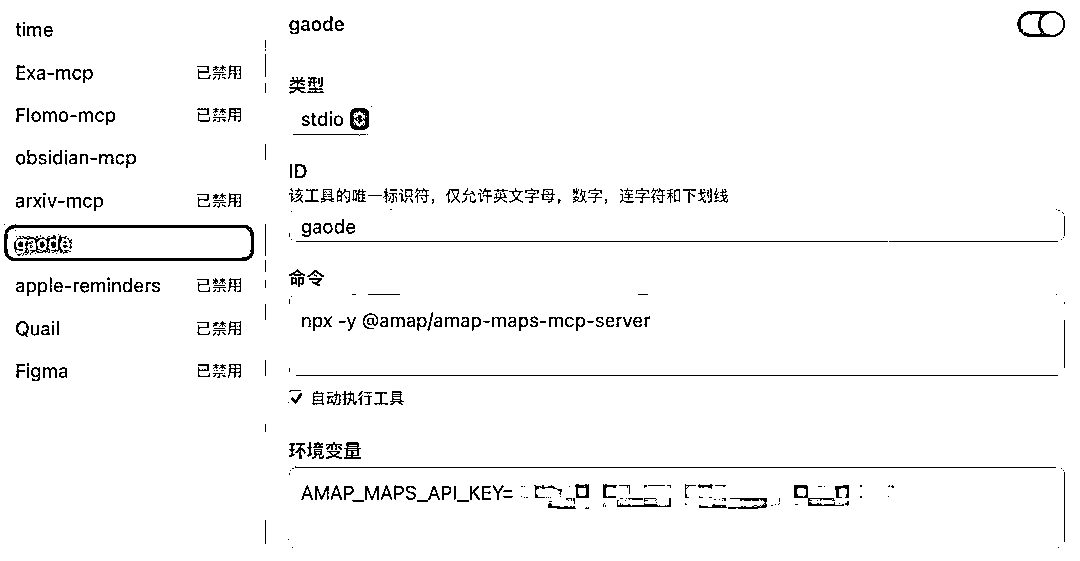 time
Exa-mcp 已禁用
Flomo-mcp 已禁用
obsidian-mcp
arxiv-mcp 已禁用
gaode
apple-reminders 已禁用
Quail 已禁用
Figma 已禁用
gaode
类型
stdio
ID
该工具的唯一标识符，仅允许英文字母，数字，连字符和下划线
gaode
命令
npx -y @amap/amap-maps-mcp-server
自动执行工具
环境变量
AMAP_MAPS_API_KEY=